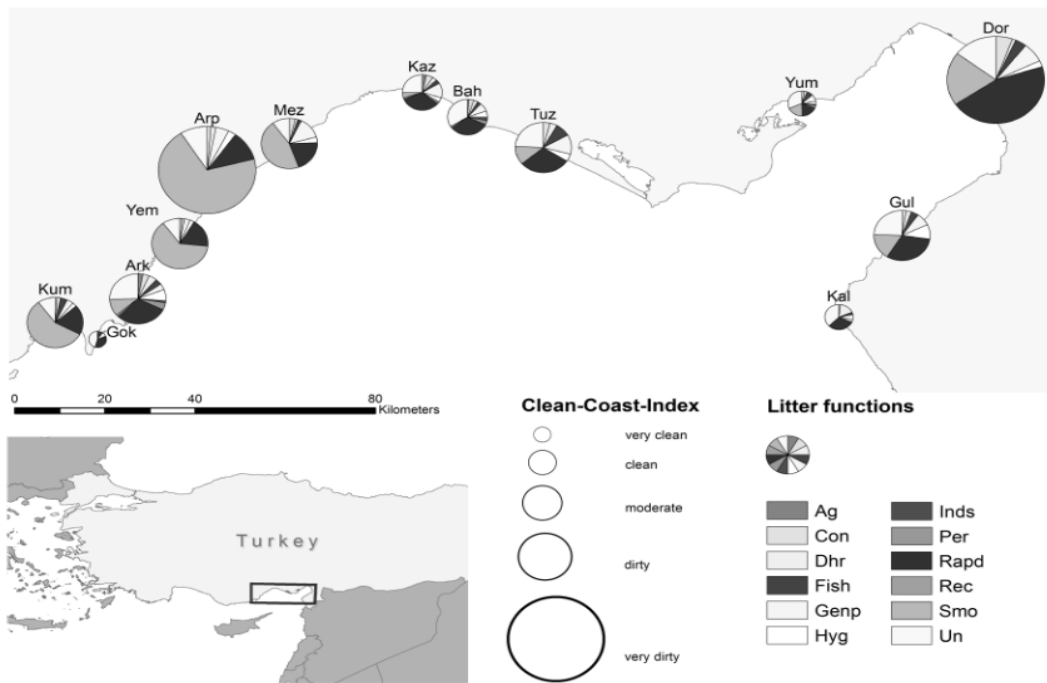 Dor
Kaz
Bah
Yum
Mez
Tuz
Arp
Yem
Gul
Ark
Kum
Kal
Gok
0 20 40 80
Kilometers
Clean-Coast-Index
very clean
clean
moderate
dirty
very dirty
Litter functions
Ag Inds
Con Per
Dhr Rapd
Fish Rec
Genp Smo
Hyg Un
Turkey